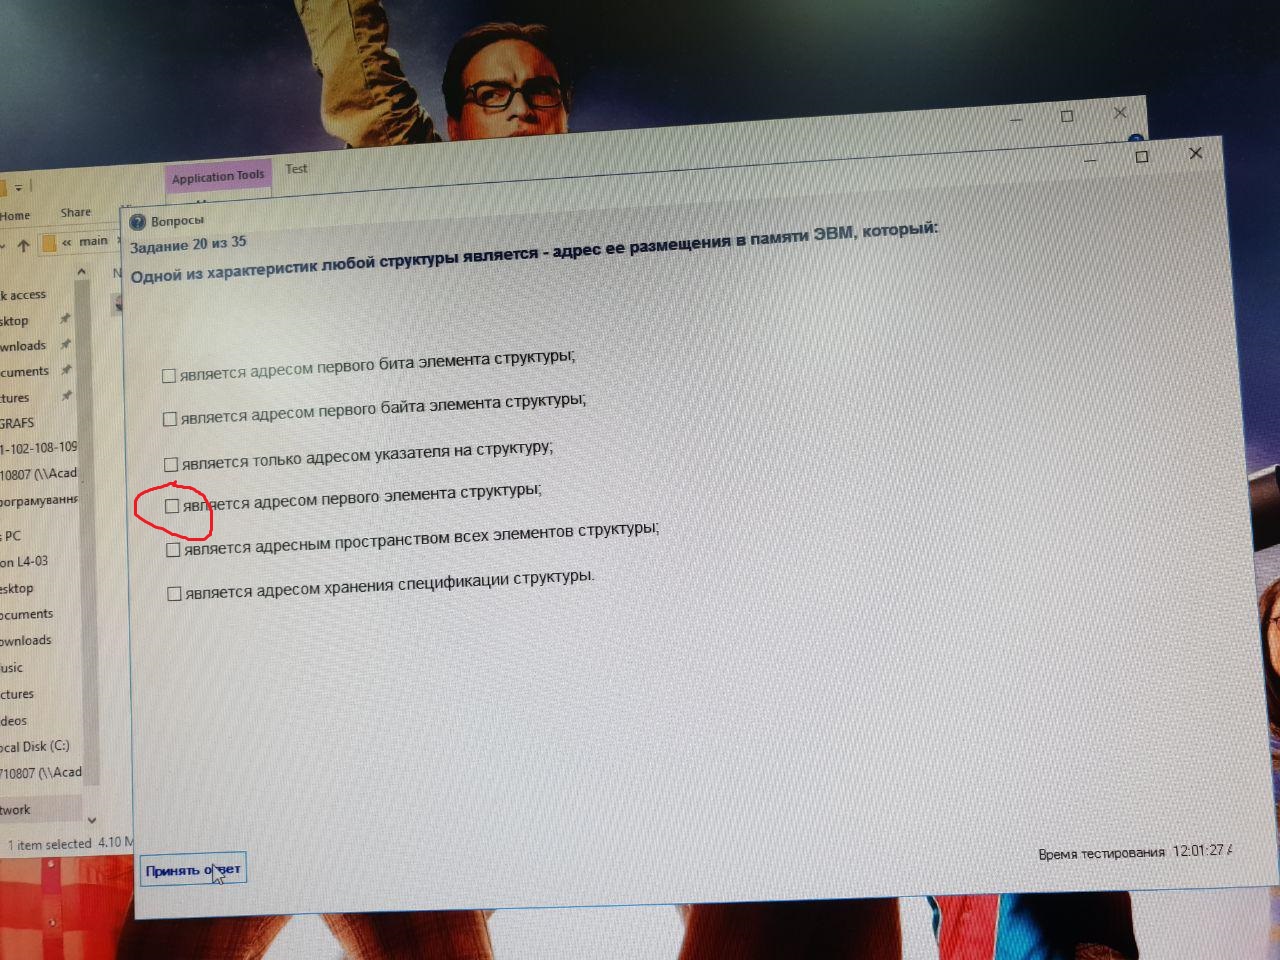 Application Tools
Test
Home
Share
« main
Вопросы
Задание 20 из 35
Одной из характеристик любой структуры является - адрес ее размещения в памяти ЭВМ, который:
является адресом первого бита элемента структуры;
является адресом первого байта элемента структуры;
является только адресом указателя на структуру;
является адресом первого элемента структуры;
является адресным пространством всех элементов структуры;
является адресом хранения спецификации структуры.
Принять ответ
Время тестирования 12:01:27
k access
sktop
wnloads
cuments
tures
GRAFS
1-102-108-109
10807 (\\Acad
рограмування
s PC
on L4-03
esktop
ocuments
ownloads
usic
ctures
deos
ocal Disk (C:)
710807 (\\Acad
twork
1 item selected 4.10 M